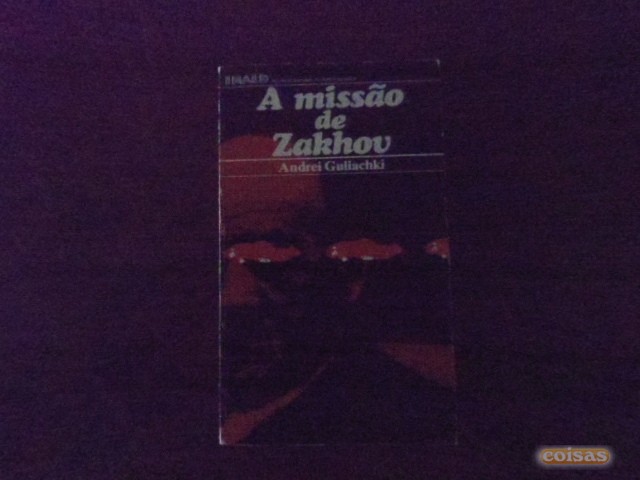 A missão
de
Zakhov
Andrei Guliachki
coisas